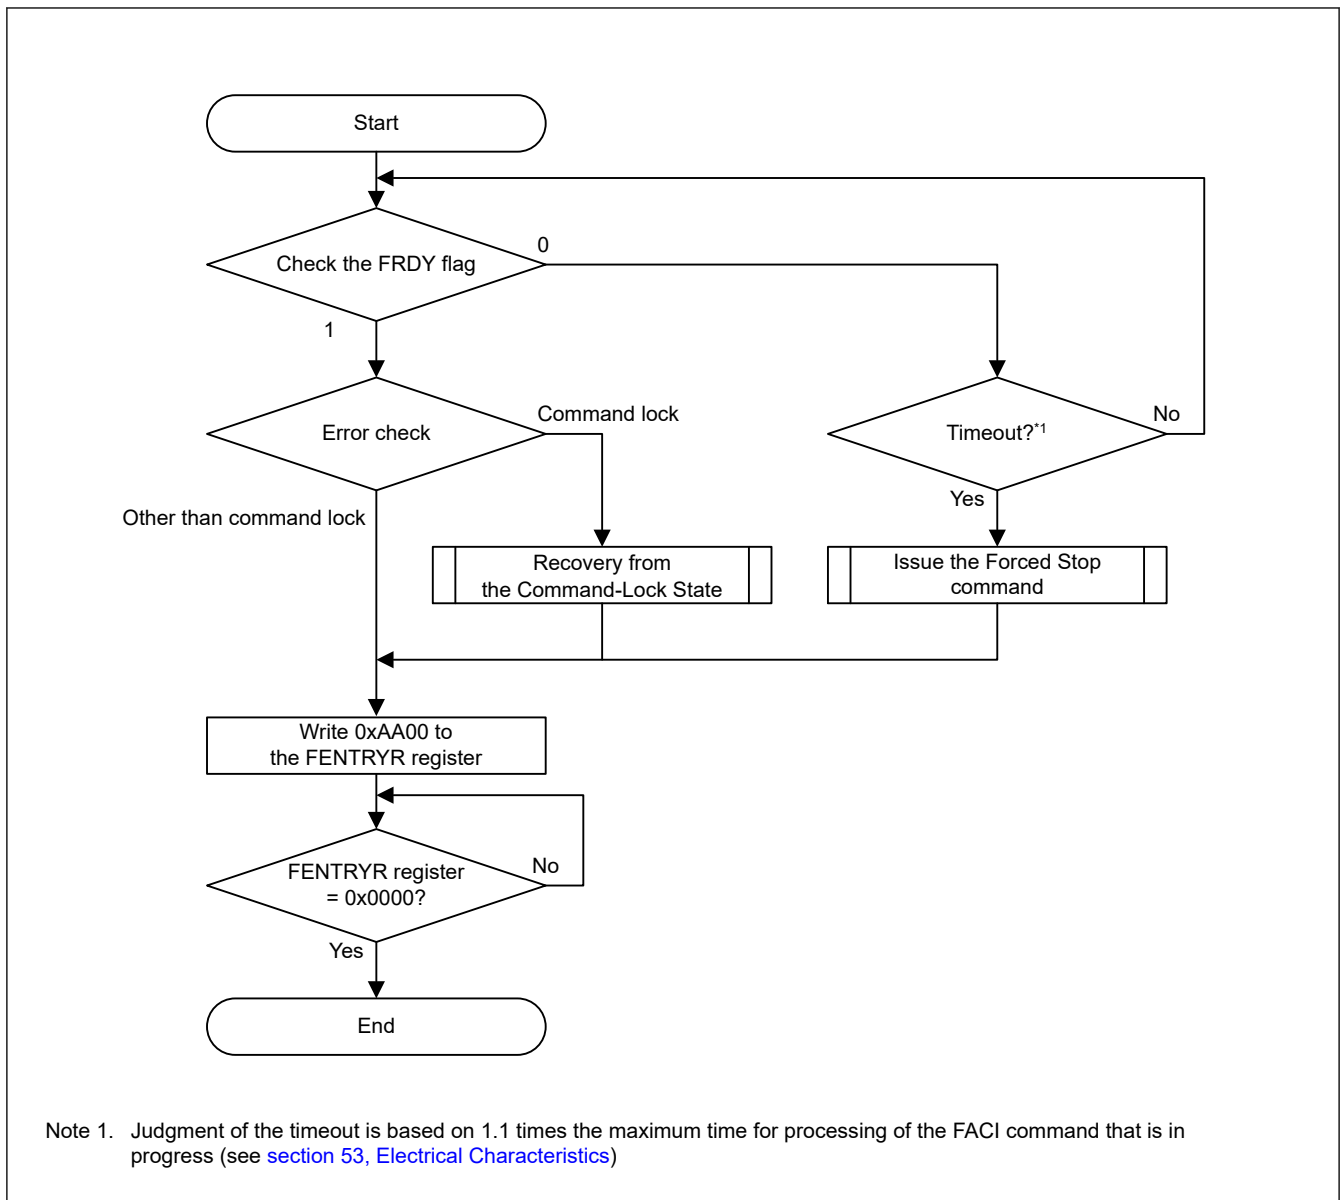 Start
Check the FRDY flag
0
1
Error check
Command lock
Timeout?*1
No
Other than command lock
Yes
Recovery from
the Command-Lock State
Issue the Forced Stop
command
Write 0xAA00 to
the FENTRYR register
FENTRYR register
= 0x0000?
No
Yes
End
Note 1. Judgment of the timeout is based on 1.1 times the maximum time for processing of the FACI command that is in
progress (see section 53, Electrical Characteristics)